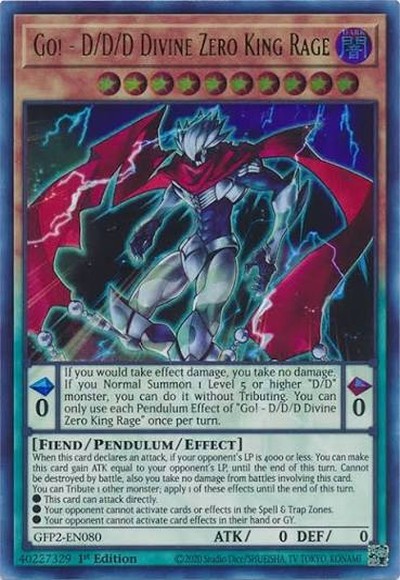 Go! - D/D/D Divine Zero King Rage
DARK
闇
If you would take effect damage, you take no damage.
If you Normal Summon 1 Level 5 or higher "D/D"
monster, you can do it without Tributing. You can
only use each Pendulum Effect of "Go! - D/D/D Divine
Zero King Rage" once per turn.
0
0
[Fiend/Pendulum/Effect]
When this card declares an attack, if your opponent's LP is 4000 or less: You can make
this card gain ATK equal to your opponent's LP, until the end of this turn. Cannot
be destroyed by battle, also you take no damage from battles involving this card.
You can Tribute 1 other monster; apply 1 of these effects until the end of this turn.
● This card can attack directly.
● Your opponent cannot activate cards or effects in the Spell & Trap Zones.
● Your opponent cannot activate card effects in their hand or GY.
GFP2-EN080 ATK/ 0 DEF/ 0
40227329 1st Edition ©2020 Studio Dice/SHUEISHA, TV TOKYO, KONAMI